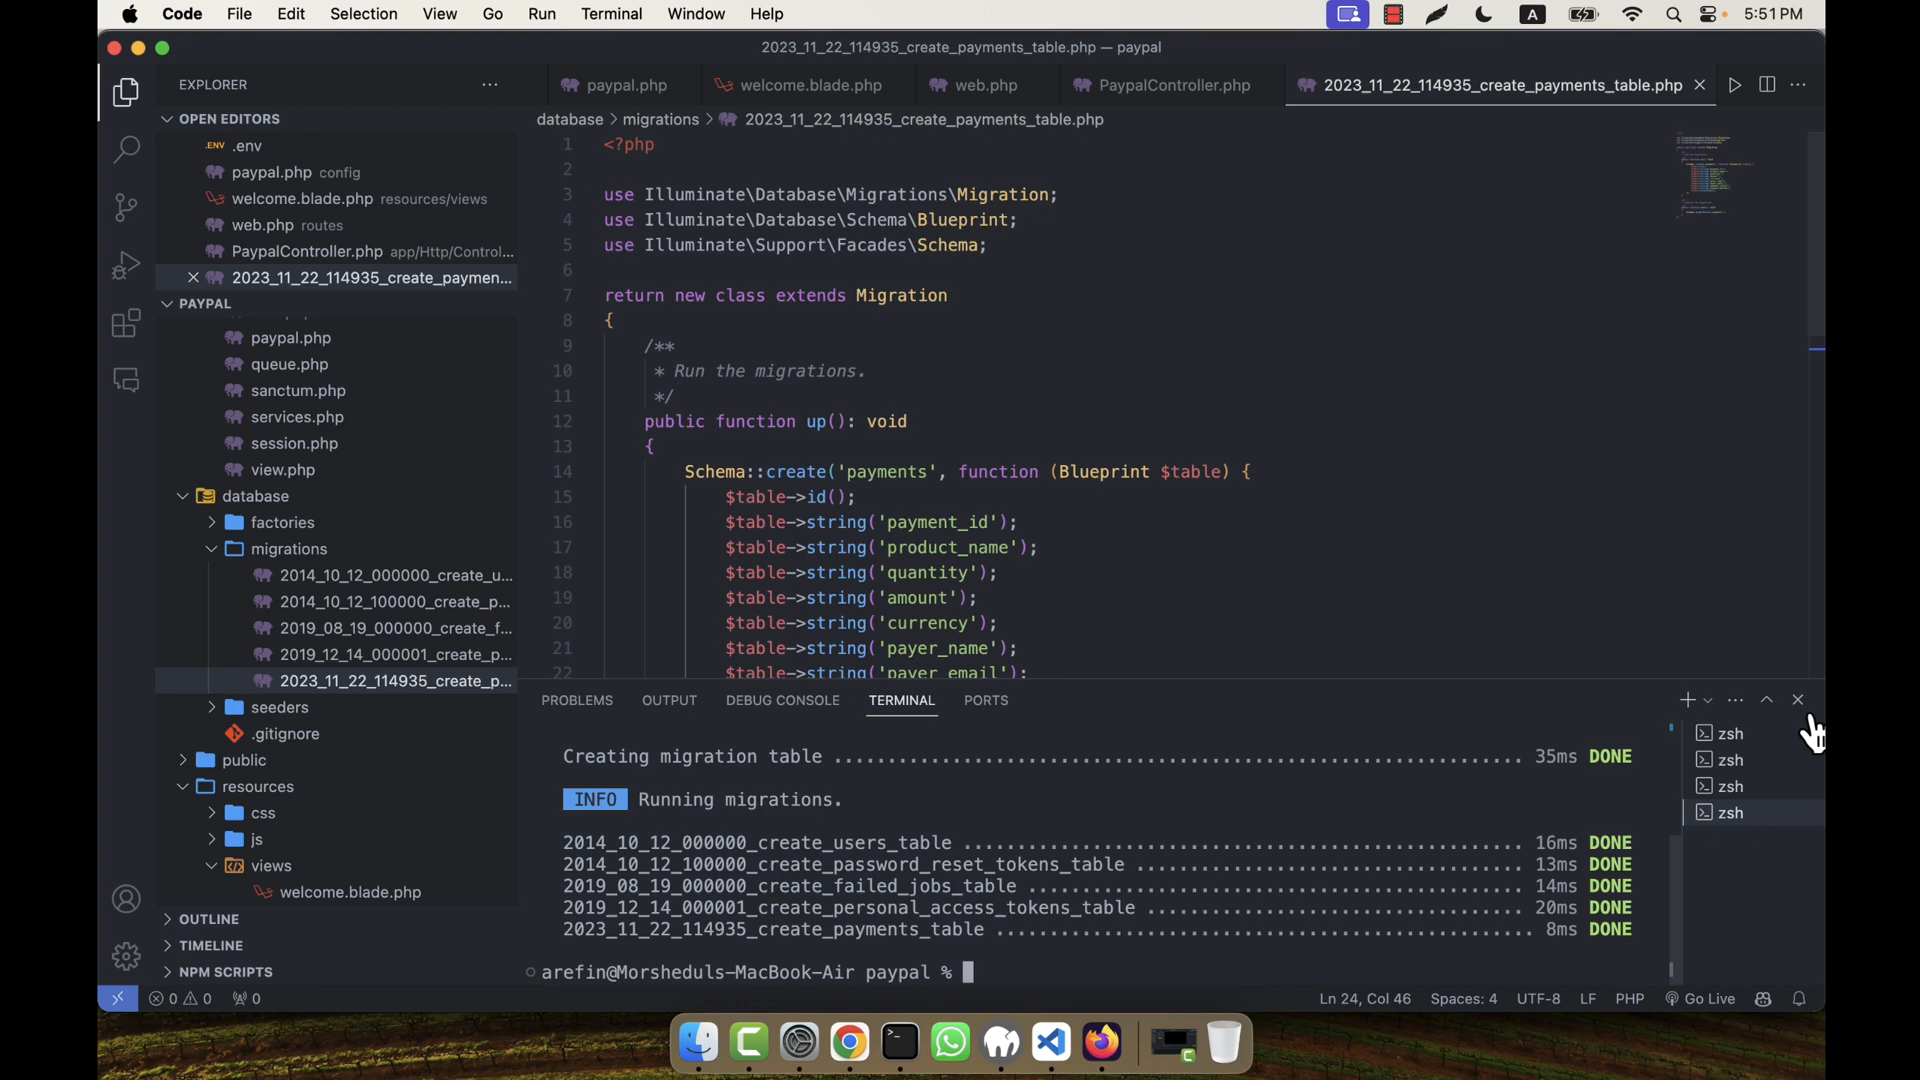 Code File Edit Selection View Go Run Terminal Window Help A 5:51 PM
2023_11_22_114935_create_payments_table.php — paypal
EXPLORER ···
paypal.php welcome.blade.php web.php PaypalController.php 2023_11_22_114935_create_payments_table.php
OPEN EDITORS
.ENV .env
paypal.php config
welcome.blade.php resources/views
web.php routes
PaypalController.php app/Http/Control...
2023_11_22_114935_create_paymen...
PAYPAL
paypal.php
queue.php
sanctum.php
services.php
session.php
view.php
database
factories
migrations
2014_10_12_000000_create_u...
2014_10_12_100000_create_p...
2019_08_19_000000_create_f...
2019_12_14_000001_create_p...
2023_11_22_114935_create_p...
seeders
.gitignore
public
resources
css
js
views
welcome.blade.php
OUTLINE
TIMELINE
NPM SCRIPTS
database > migrations > 2023_11_22_114935_create_payments_table.php
1 <?php
2
3 use Illuminate\Database\Migrations\Migration;
4 use Illuminate\Database\Schema\Blueprint;
5 use Illuminate\Support\Facades\Schema;
6
7 return new class extends Migration
8 {
9 /**
10 * Run the migrations.
11 */
12 public function up(): void
13 {
14 Schema::create('payments', function (Blueprint $table) {
15 $table->id();
16 $table->string('payment_id');
17 $table->string('product_name');
18 $table->string('quantity');
19 $table->string('amount');
20 $table->string('currency');
21 $table->string('payer_name');
22 $table->string('payer_email');
PROBLEMS OUTPUT DEBUG CONSOLE TERMINAL PORTS
Creating migration table ........................................................ 35ms DONE
INFO Running migrations.
2014_10_12_000000_create_users_table ........................................................ 16ms DONE
2014_10_12_100000_create_password_reset_tokens_table ........................................ 13ms DONE
2019_08_19_000000_create_failed_jobs_table .................................................. 14ms DONE
2019_12_14_000001_create_personal_access_tokens_table ....................................... 20ms DONE
2023_11_22_114935_create_payments_table ..................................................... 8ms DONE
arefin@Morsheduls-MacBook-Air paypal %
zsh
zsh
zsh
zsh
0 0 0 Ln 24, Col 46 Spaces: 4 UTF-8 LF PHP Go Live